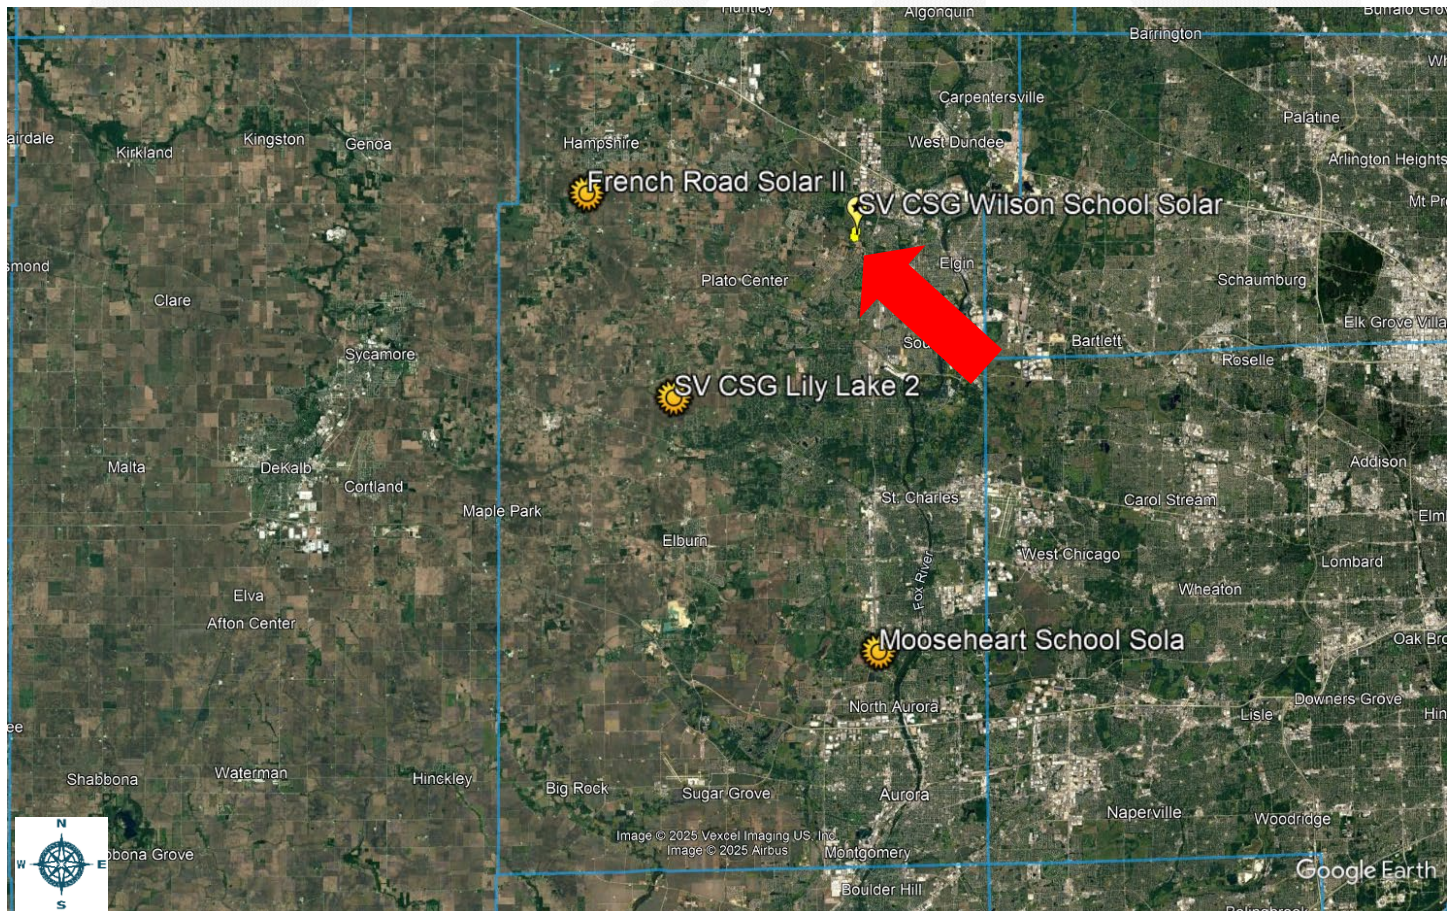 Huntley
Algonquin
Barrington
Carpentersville
Palatine
airdale
Kirkland
Kingston
Genoa
Hampshire
West Dundee
Arlington Heights
French Road Solar II
SV CSG Wilson School Solar
Mt Pr
smond
Clare
Plato Center
Elgin
Schaumburg
Elk Grove Villa
Sycamore
Sou
Bartlett
Roselle
SV CSG Lily Lake 2
Malta
DeKalb
Cortland
Maple Park
St. Charles
Carol Stream
Addison
Elm
Elburn
West Chicago
Lombard
Fox River
Wheaton
Elva
Afton Center
Mooseheart School Sola
Oak Bro
North Aurora
Lisle
Downers Grove
Hin
ee
Shabbona
Waterman
Hinckley
Big Rock
Sugar Grove
Aurora
Naperville
Woodridge
Image © 2025 Vexcel Imaging US, Inc.
Image © 2025 Airbus
Montgomery
bona Grove
Google Earth
Boulder Hill
N
W E
S